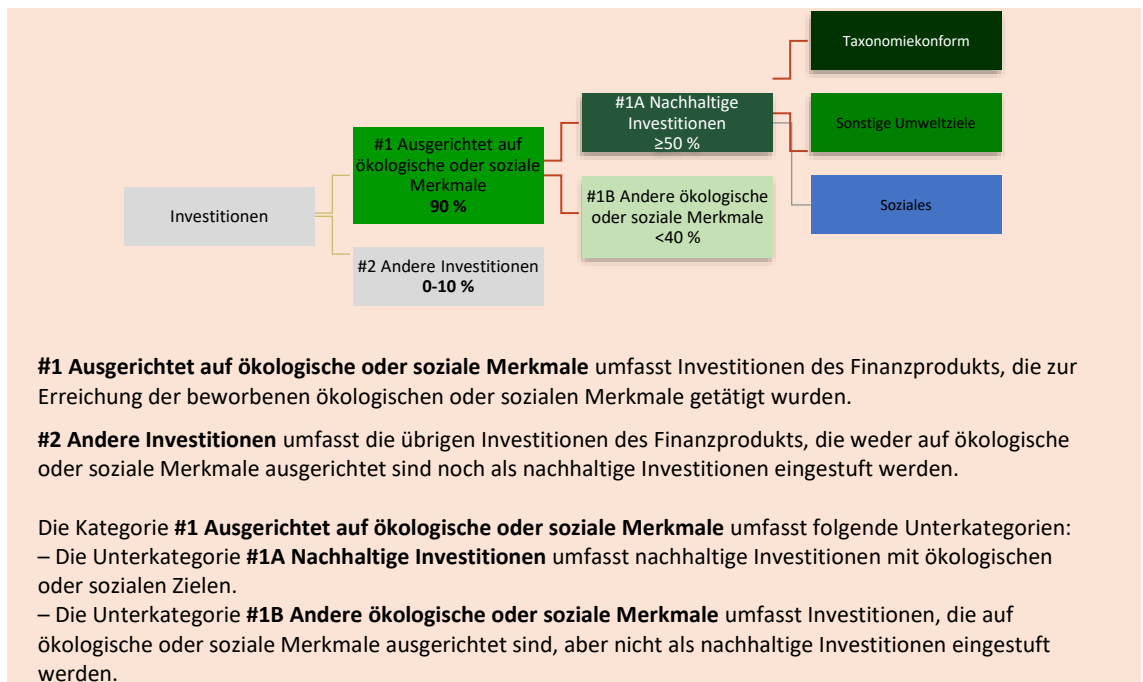 Taxonomiekonform
#1A Nachhaltige
Investitionen
≥50 %
Sonstige Umweltziele
#1 Ausgerichtet auf
ökologische oder soziale
Merkmale
90 %
#1B Andere ökologische
oder soziale Merkmale
<40 %
Soziales
Investitionen
#2 Andere Investitionen
0-10 %
#1 Ausgerichtet auf ökologische oder soziale Merkmale umfasst Investitionen des Finanzprodukts, die zur
Erreichung der beworbenen ökologischen oder sozialen Merkmale getätigt wurden.
#2 Andere Investitionen umfasst die übrigen Investitionen des Finanzprodukts, die weder auf ökologische
oder soziale Merkmale ausgerichtet sind noch als nachhaltige Investitionen eingestuft werden.
Die Kategorie #1 Ausgerichtet auf ökologische oder soziale Merkmale umfasst folgende Unterkategorien:
– Die Unterkategorie #1A Nachhaltige Investitionen umfasst nachhaltige Investitionen mit ökologischen
oder sozialen Zielen.
– Die Unterkategorie #1B Andere ökologische oder soziale Merkmale umfasst Investitionen, die auf
ökologische oder soziale Merkmale ausgerichtet sind, aber nicht als nachhaltige Investitionen eingestuft
werden.